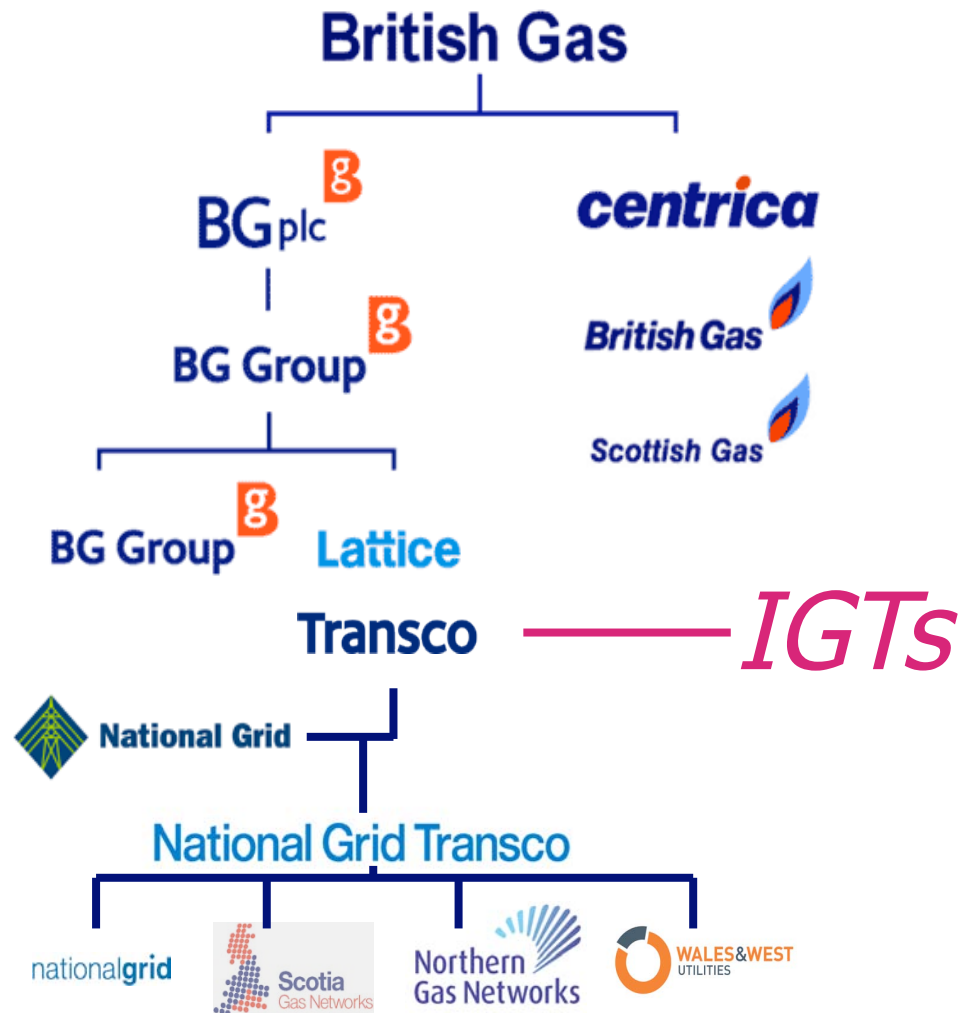 British Gas
BG plc
g
centrica
British Gas
BG Group
g
Scottish Gas
BG Group
g
Lattice
Transco
IGTs
National Grid
National Grid Transco
nationalgrid
Scotia
Gas Networks
Northern
Gas Networks
WALES&WEST
UTILITIES